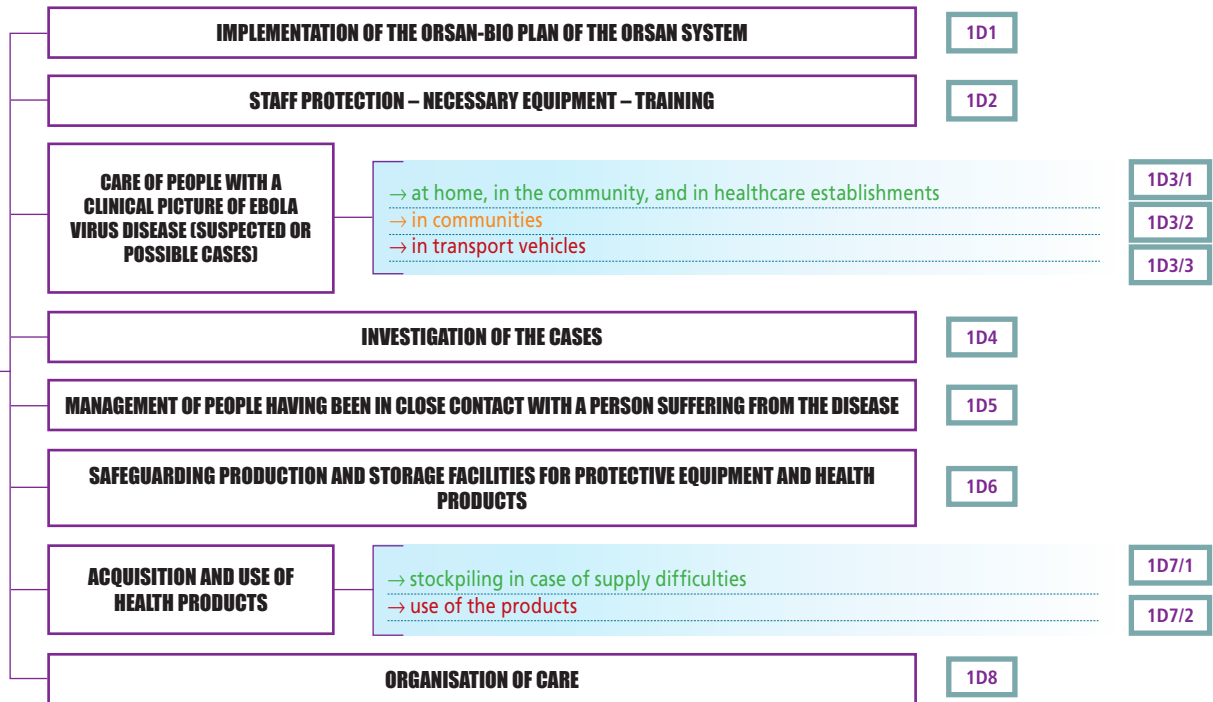 IMPLEMENTATION OF THE ORSAN-BIO PLAN OF THE ORSAN SYSTEM
1D1
STAFF PROTECTION – NECESSARY EQUIPMENT – TRAINING
1D2
CARE OF PEOPLE WITH A
CLINICAL PICTURE OF EBOLA
VIRUS DISEASE (SUSPECTED OR
POSSIBLE CASES)
→ at home, in the community, and in healthcare establishments
1D3/1
→ in communities
1D3/2
→ in transport vehicles
1D3/3
INVESTIGATION OF THE CASES
1D4
MANAGEMENT OF PEOPLE HAVING BEEN IN CLOSE CONTACT WITH A PERSON SUFFERING FROM THE DISEASE
1D5
SAFEGUARDING PRODUCTION AND STORAGE FACILITIES FOR PROTECTIVE EQUIPMENT AND HEALTH
PRODUCTS
1D6
ACQUISITION AND USE OF
HEALTH PRODUCTS
→ stockpiling in case of supply difficulties
1D7/1
→ use of the products
1D7/2
ORGANISATION OF CARE
1D8